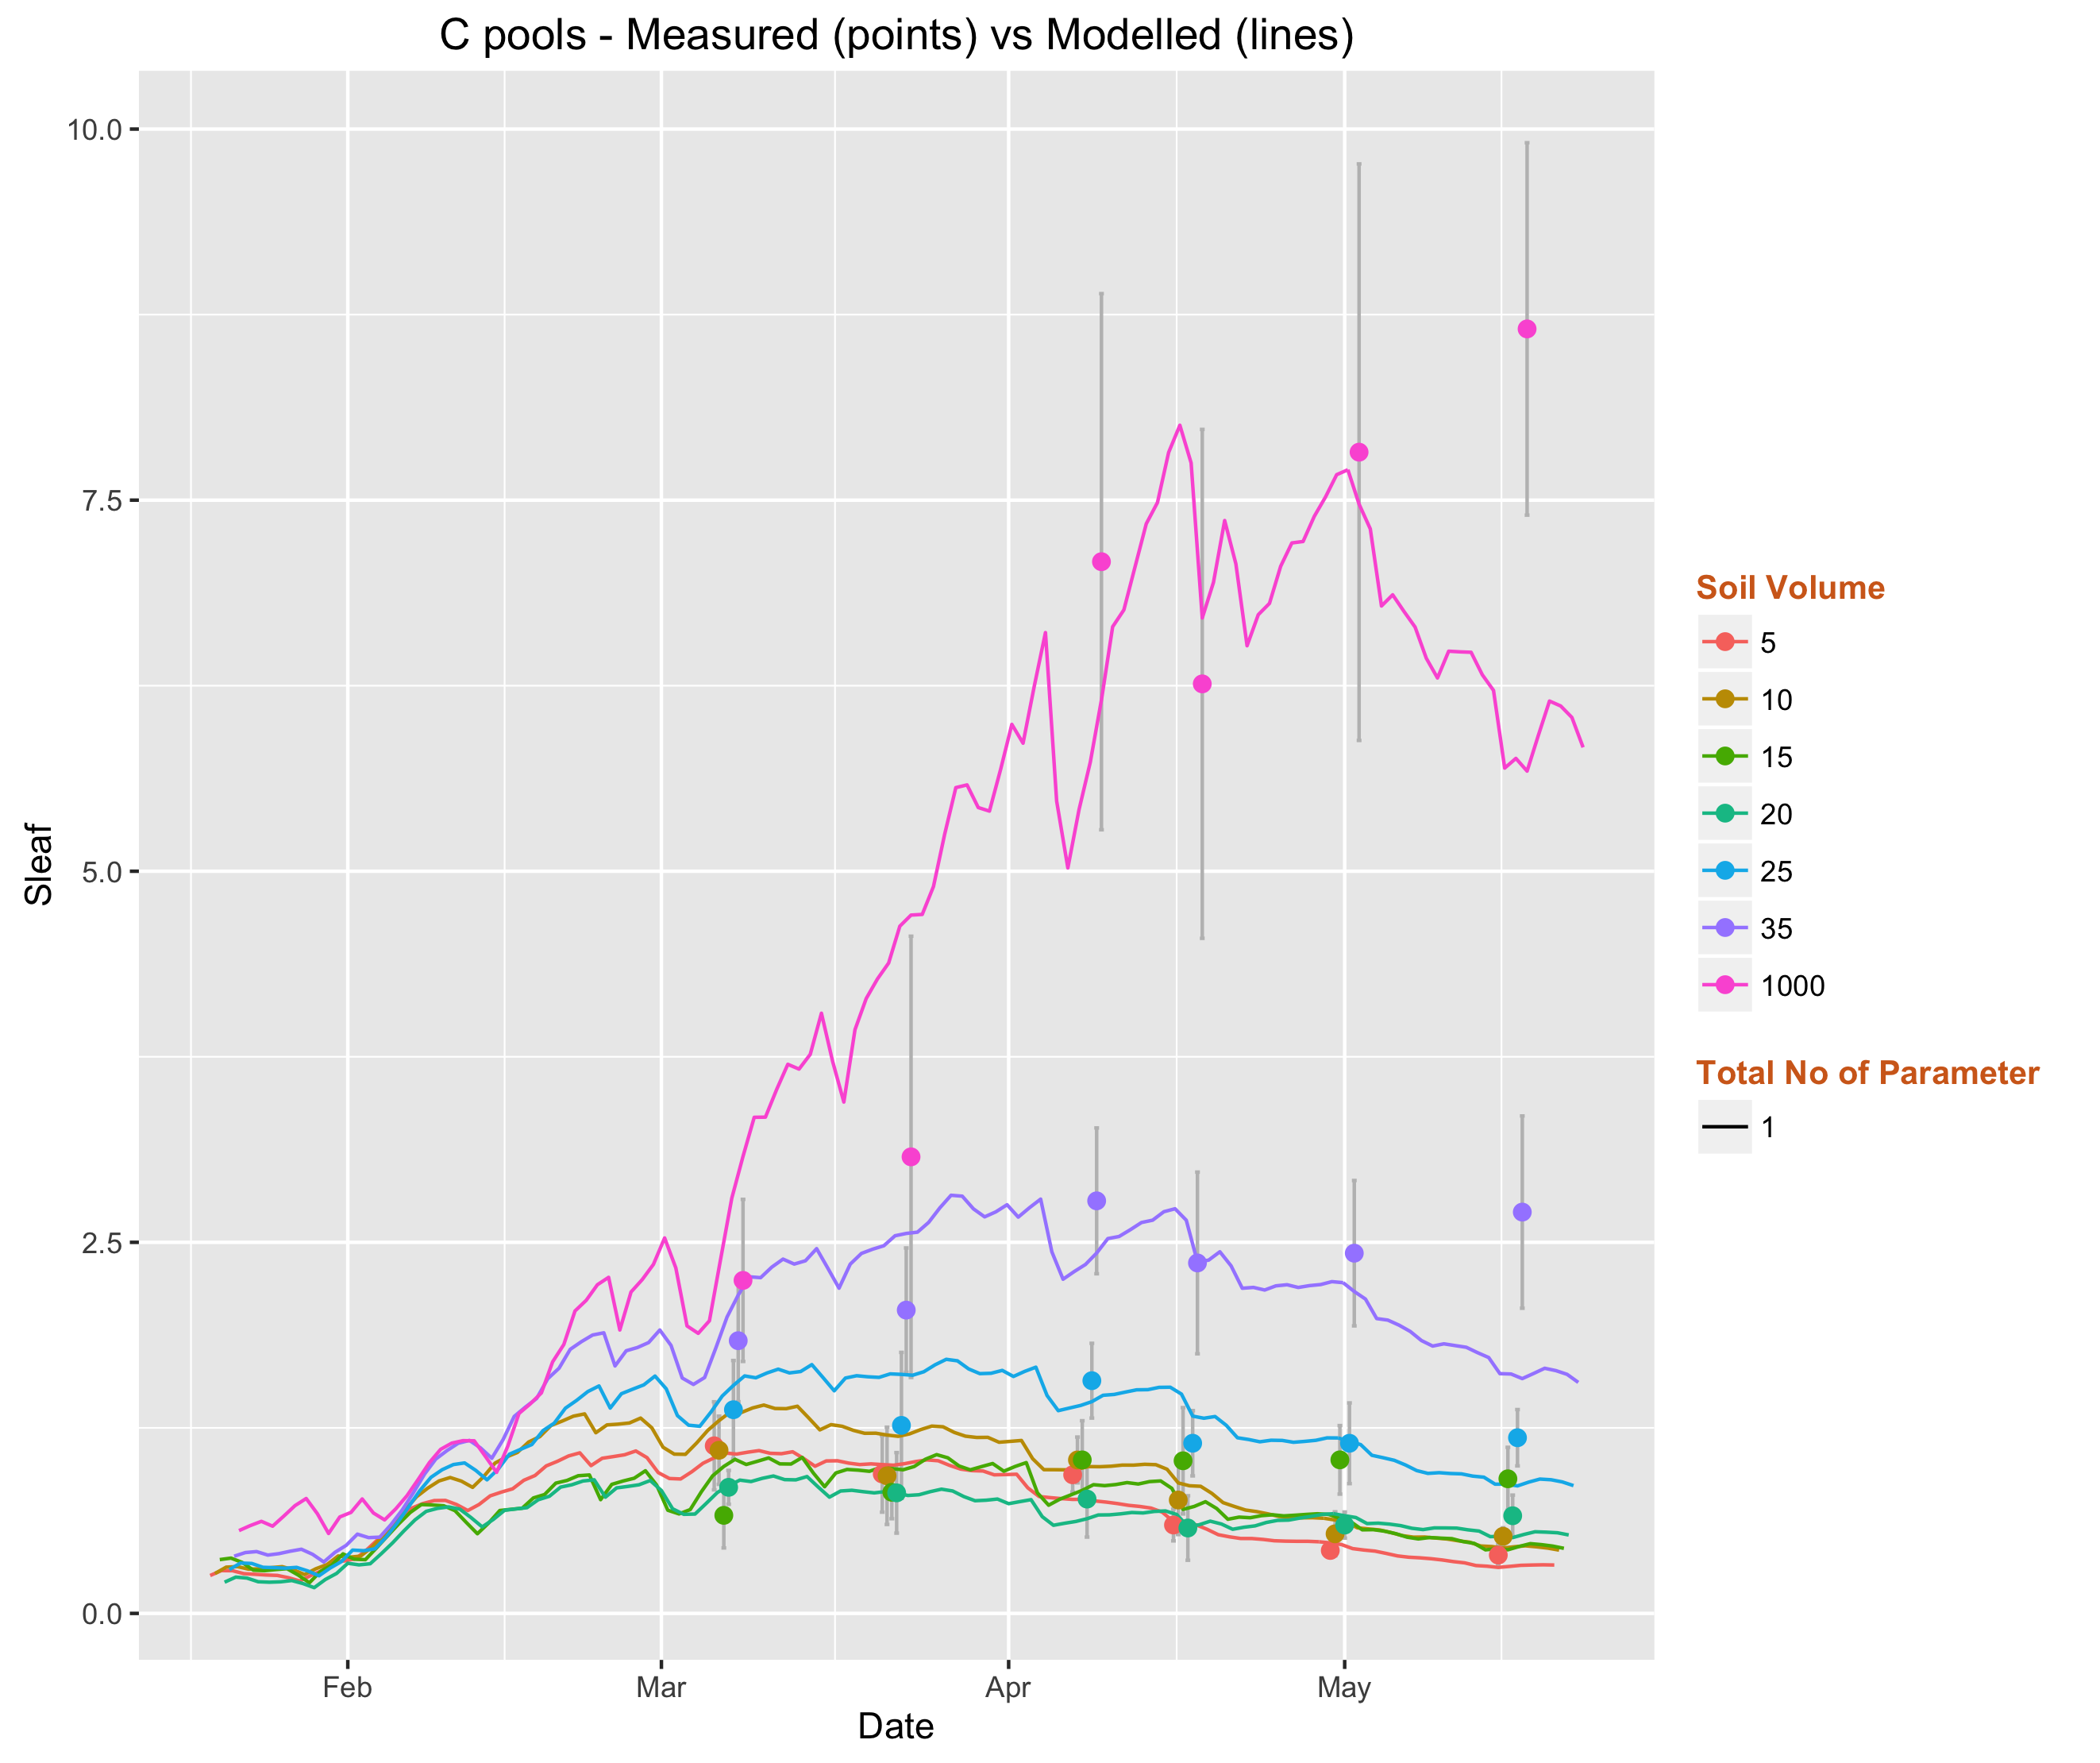 C pools - Measured (points) vs Modelled (lines)
10.0
7.5
5.0
2.5
0.0
Sleaf
Feb
Mar
Apr
May
Date
Soil Volume
5
10
15
20
25
35
1000
Total No of Parameter
1